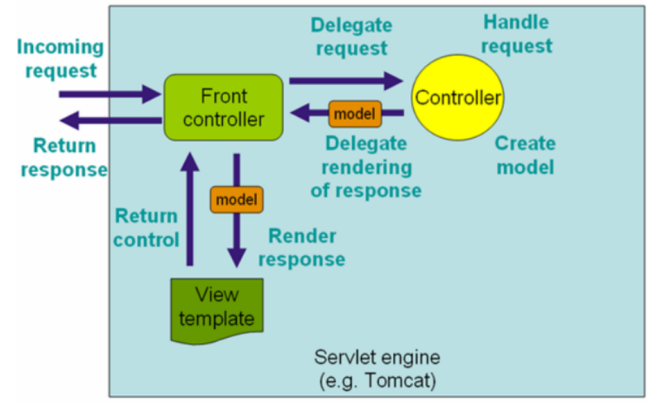 Incoming
request
Return
response
Delegate
request
Handle
request
Front
controller
Controller
model
Delegate
rendering
of response
Create
model
Return
control
model
Render
response
View
template
Servlet engine
(e.g. Tomcat)